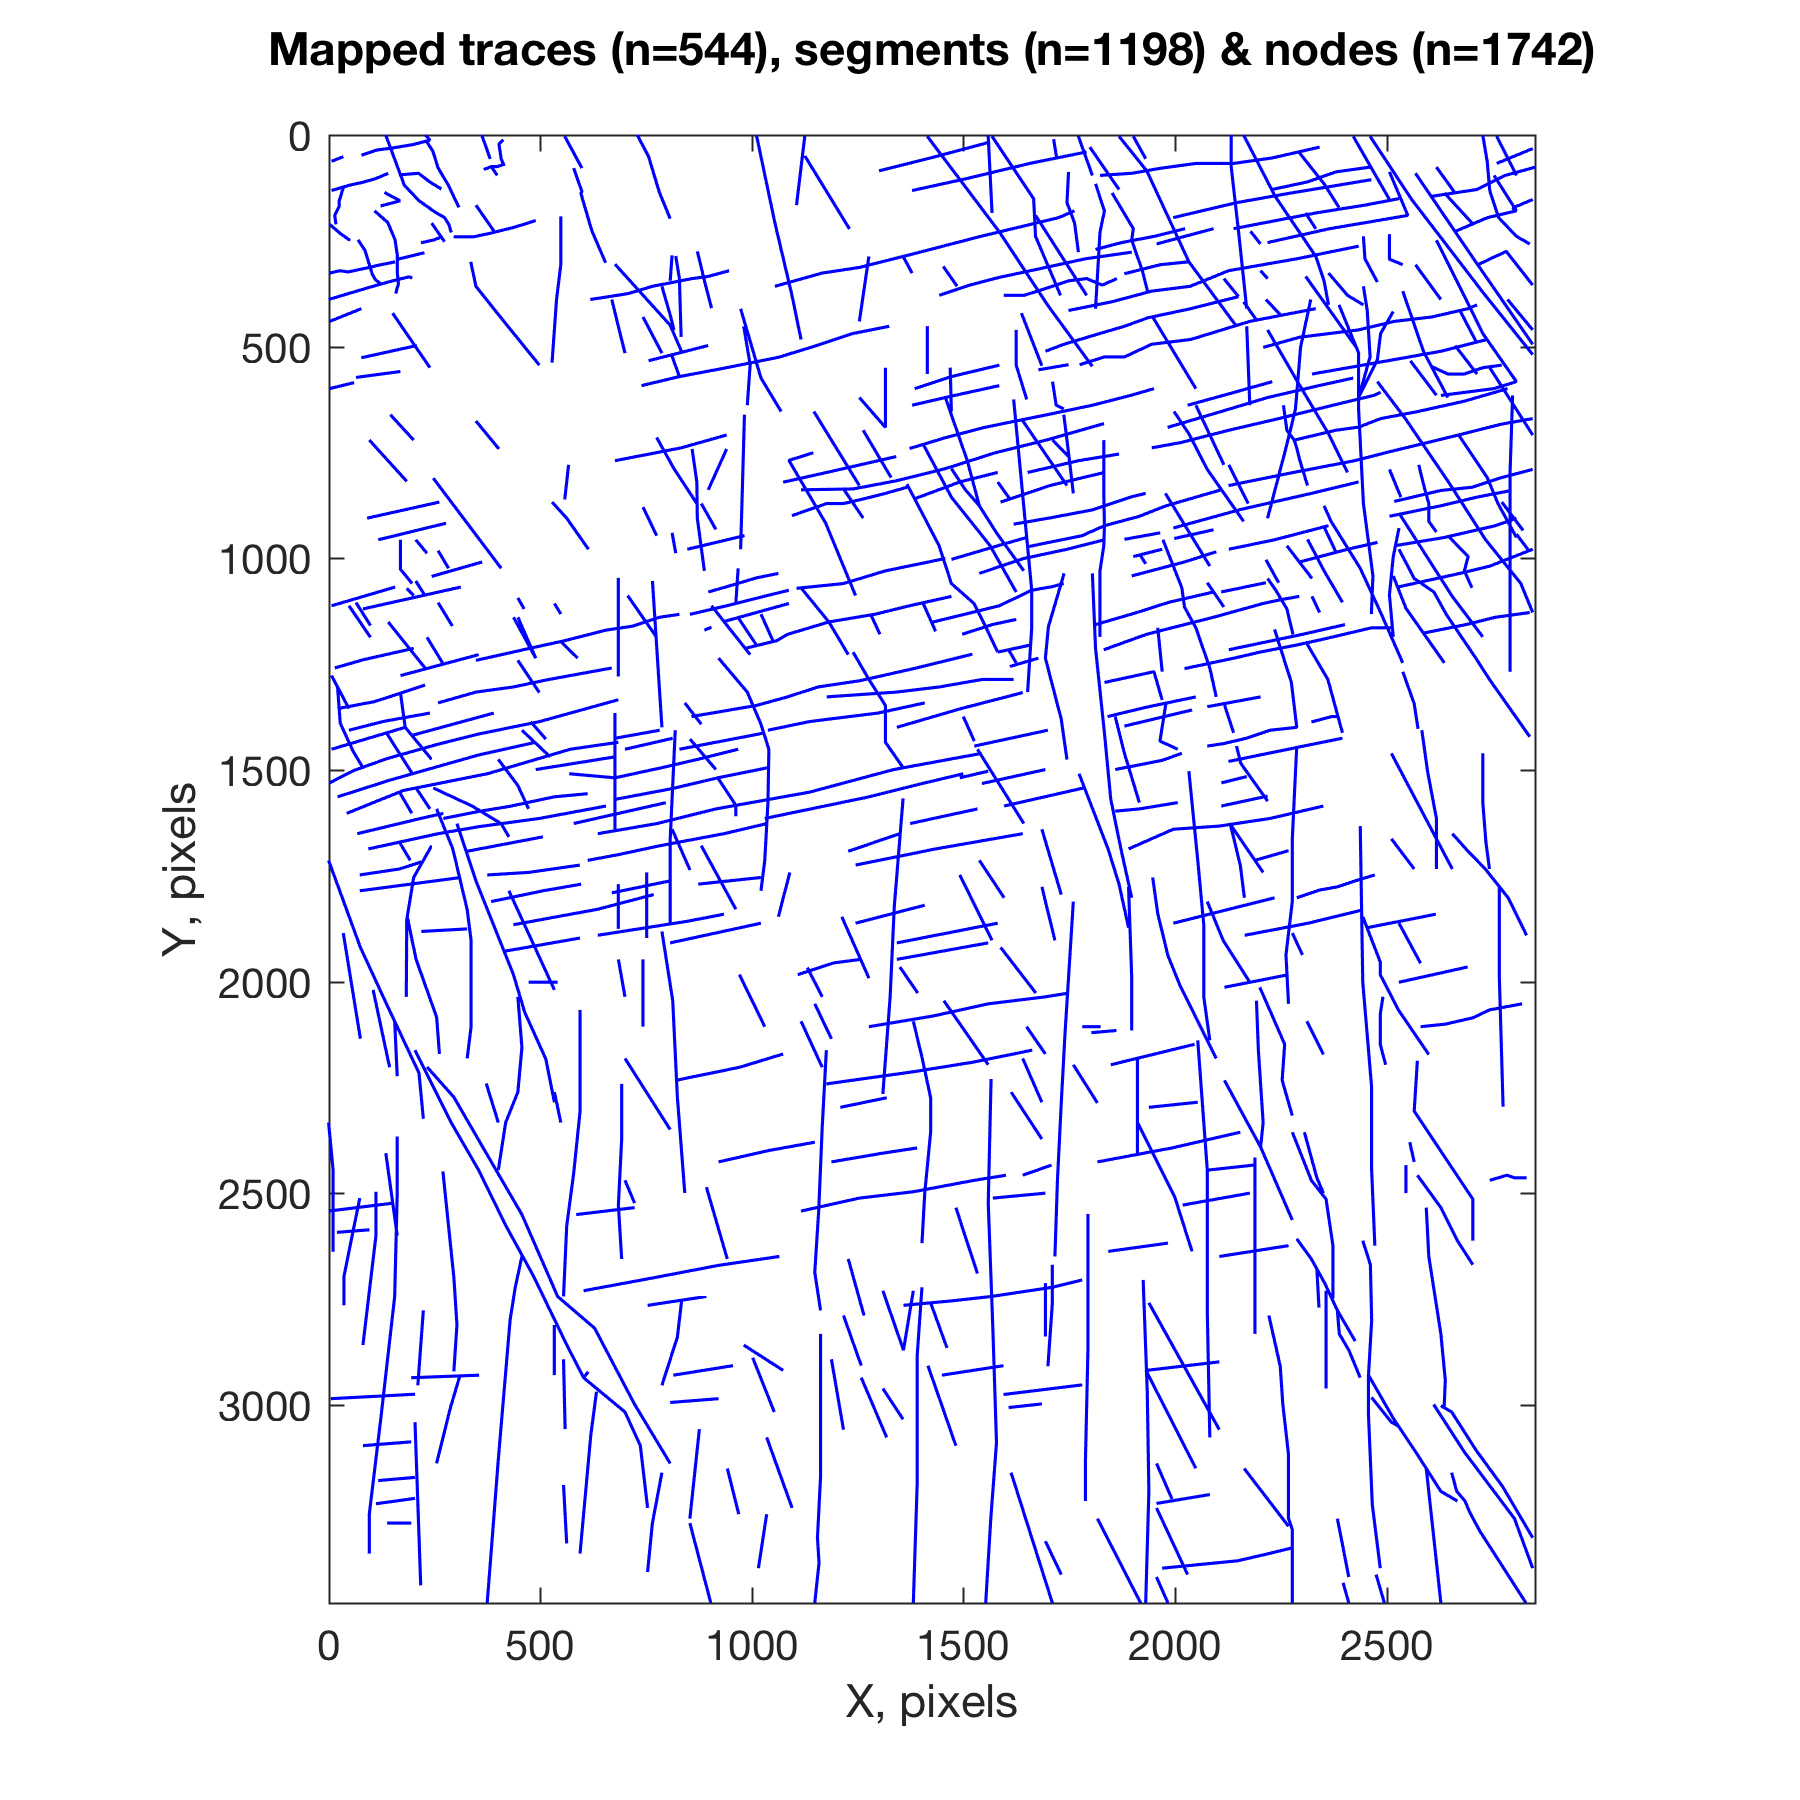 Mapped traces (n=544), segments (n=1198) & nodes (n=1742)
0
500
1000
1500
2000
2500
3000
Y, pixels
0 500 1000 1500 2000 2500
X, pixels